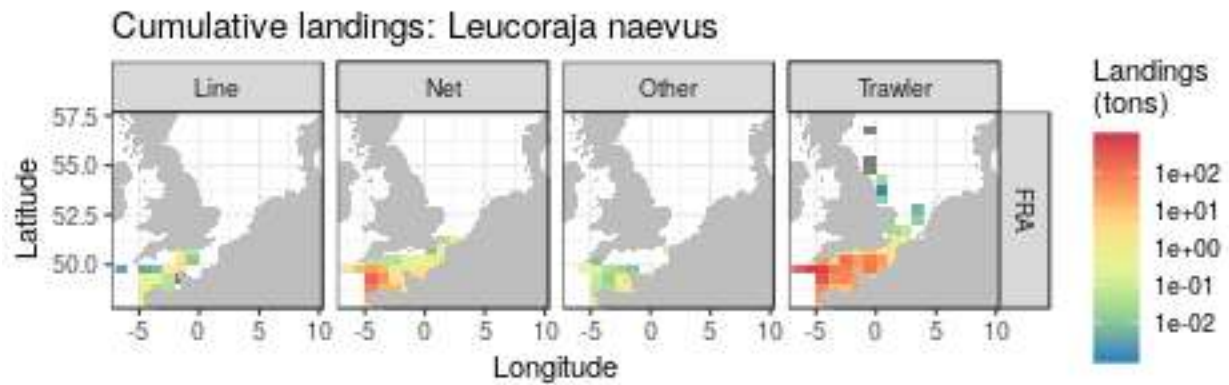 Cumulative landings: Leucoraja naevus
Line Net Other Trawler
Landings
(tons)
57.5
55.0
52.5
50.0
Latitude
FRA
1e+02
1e+01
1e+00
1e-01
1e-02
-5 0 5 10 -5 0 5 10 -5 0 5 10 -5 0 5 10
Longitude